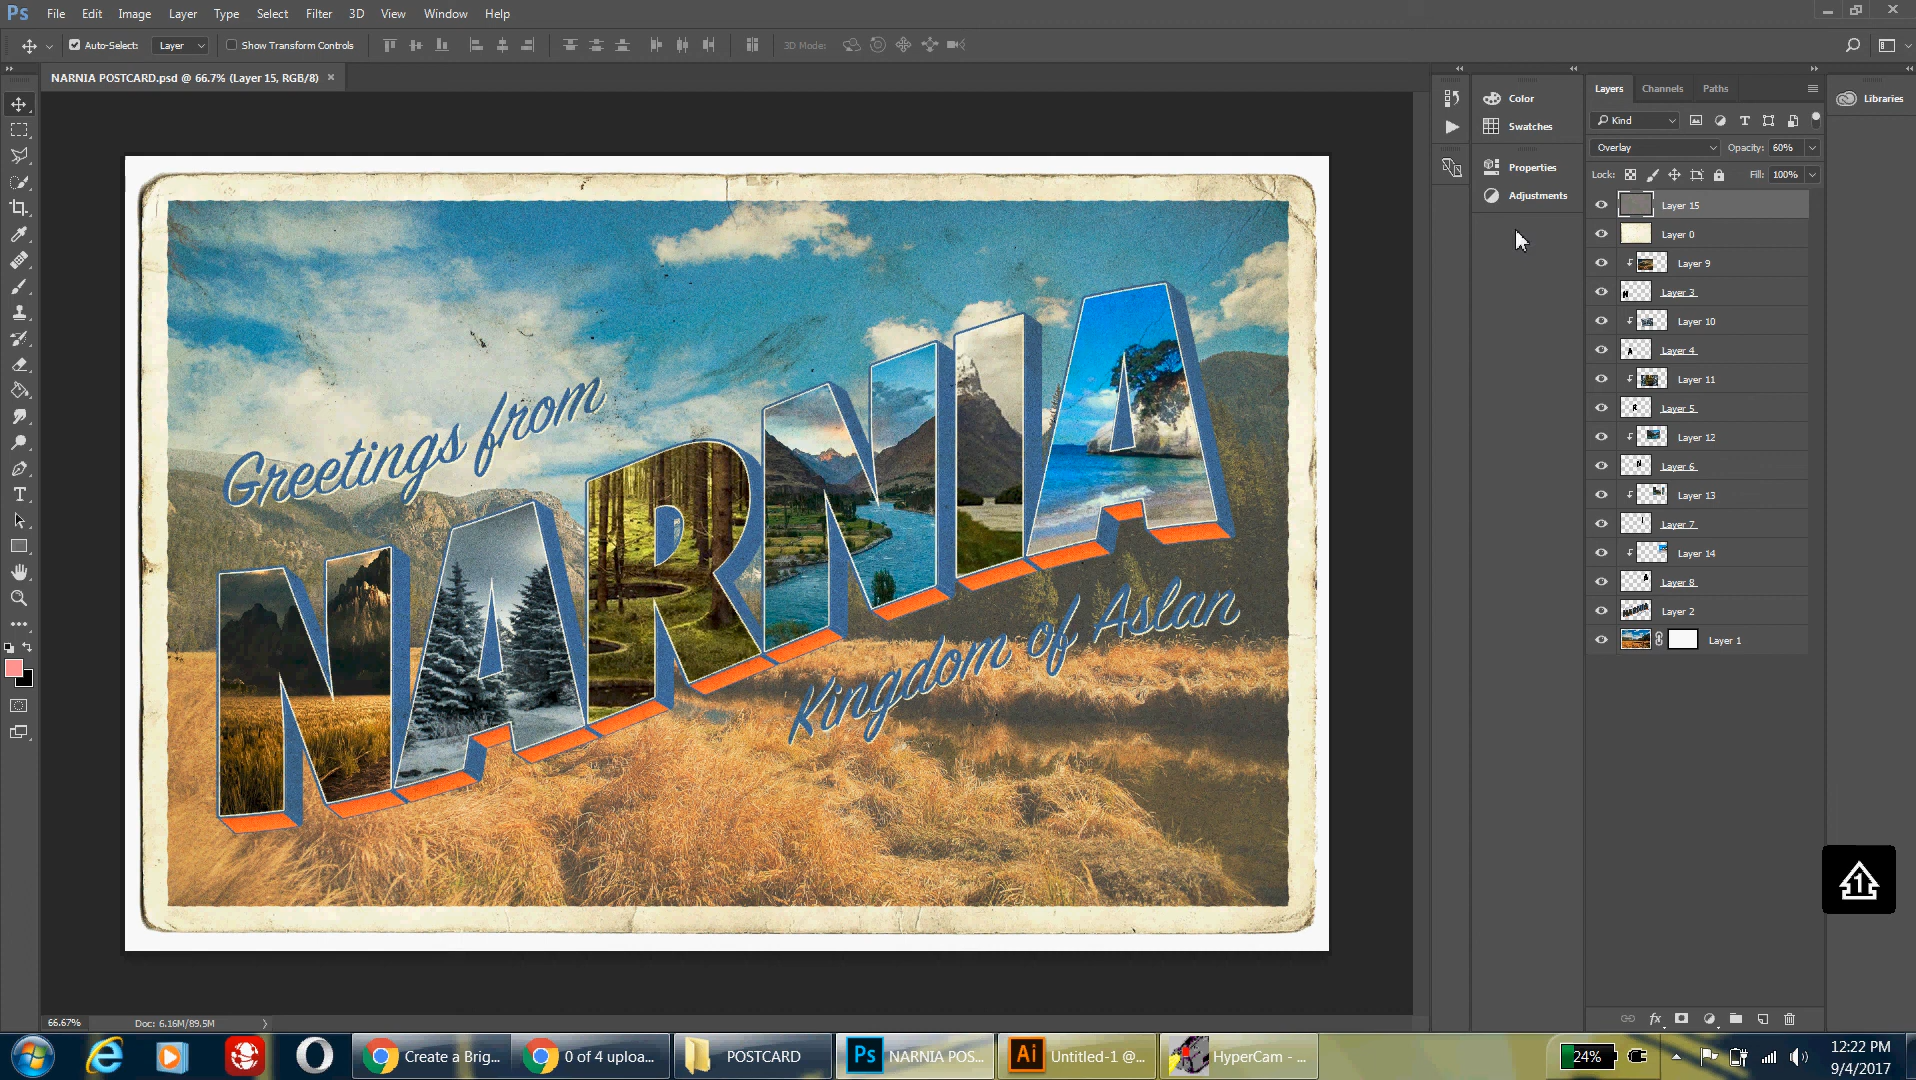 Ps File Edit Image Layer Type Select Filter 3D View Window Help
Auto-Select: Layer Show Transform Controls 3D Mode:
NARNIA POSTCARD.psd @ 66.7% (Layer 15, RGB/8) ×
Greetings from
NARNIA
Kingdom of Aslan
Color
Swatches
Properties
Adjustments
Layers Channels Paths
Libraries
Kind
Overlay Opacity: 60%
Lock: Fill: 100%
Layer 15
Layer 0
Layer 9
Layer 3
Layer 10
Layer 4
Layer 11
Layer 5
Layer 12
Layer 6
Layer 13
Layer 7
Layer 14
Layer 8
Layer 2
Layer 1
1
66.67% Doc: 6.16M/89.5M
fx
Create a Brig...
0 of 4 uploa...
POSTCARD
Ps NARNIA POS...
Ai Untitled-1 @...
HyperCam - ...
24%
12:22 PM
9/4/2017